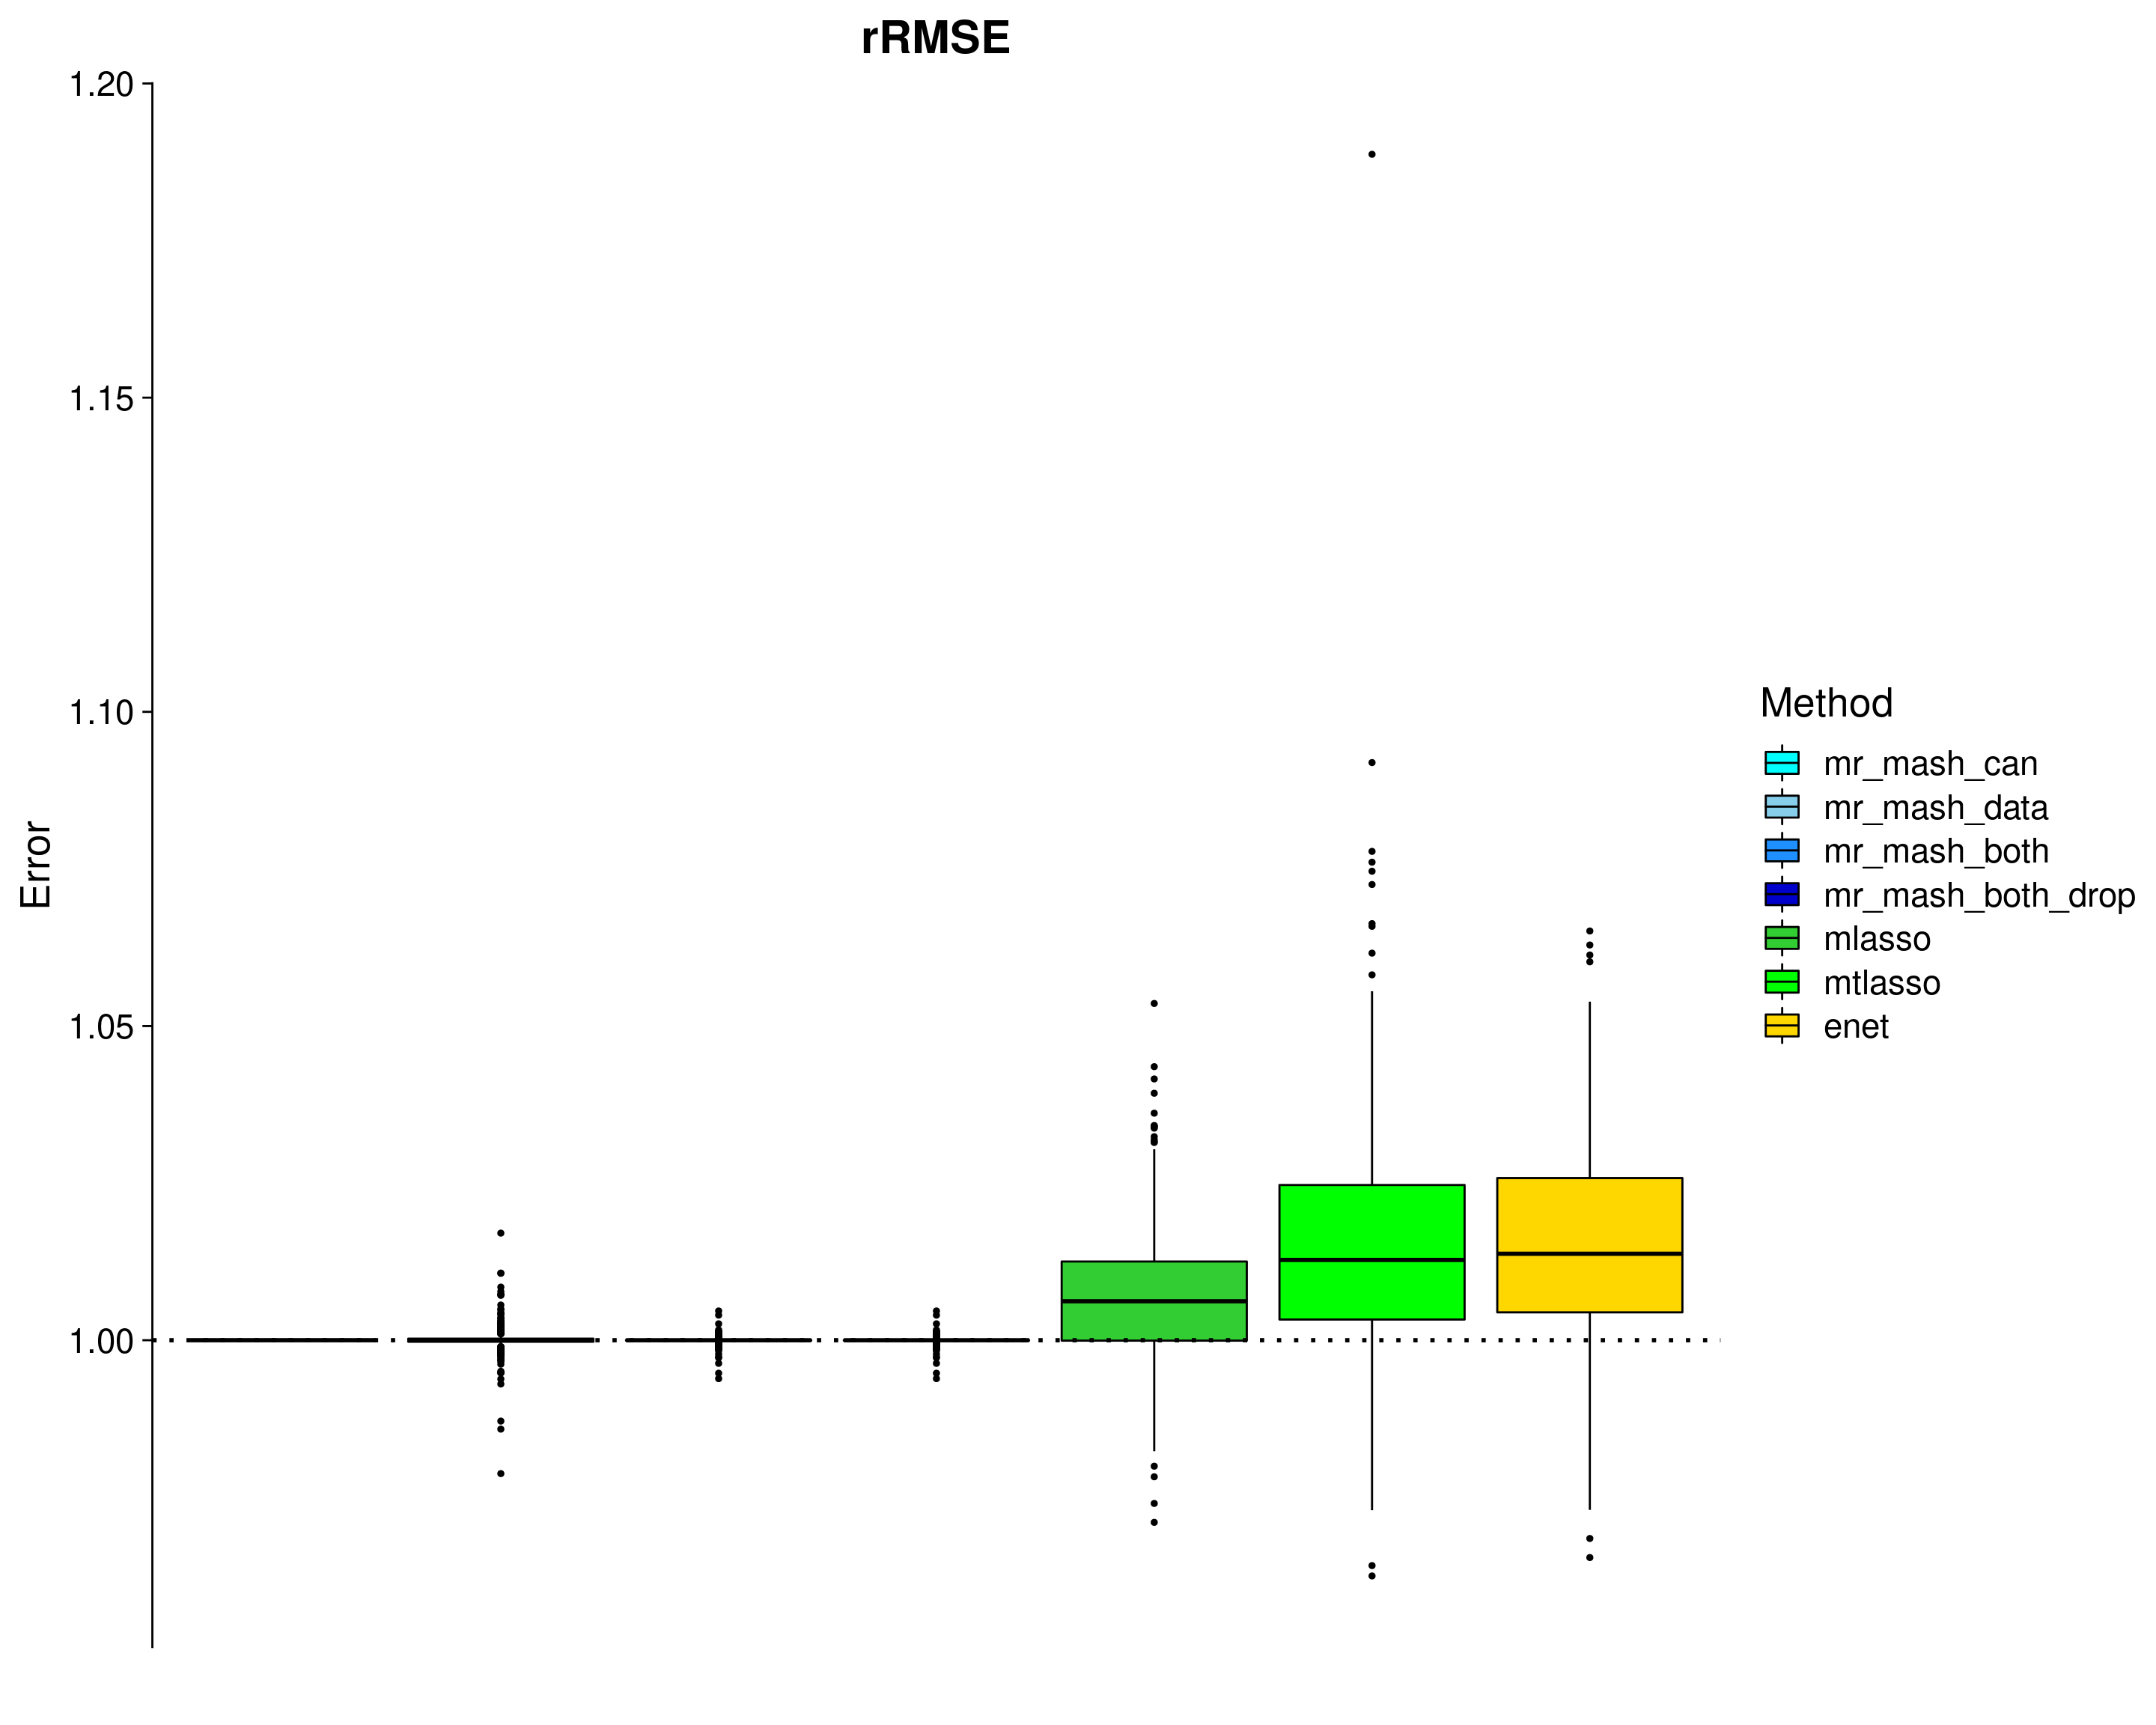 rRMSE
1.20
1.15
1.10
1.05
1.00
Error
Method
mr_mash_can
mr_mash_data
mr_mash_both
mr_mash_both_drop
mlasso
mtlasso
enet